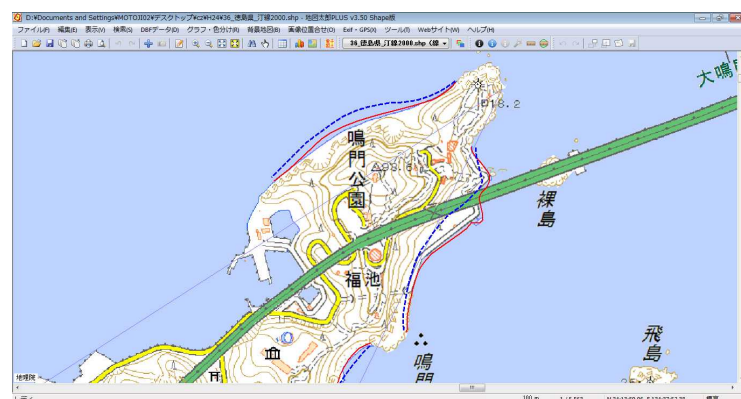 D:¥Documents and Settings¥MOTOJI02¥デスクトップ¥cz¥H24¥36_徳島県_汀線2000.shp - 地図太郎PLUS v3.50 Shape版
ファイル(F) 編集(E) 表示(V) 検索(S) DBFデータ(D) グラフ・色分け(R) 背景地図(B) 画像位置合せ(O) Exif・GPS(X) ツール(T) Webサイト(W) ヘルプ(H)
36_徳島県_汀線2000.shp (線
大鳴門
18.2
鳴門公園
裸島
福池
飛島
鳴門
地理院
レディ